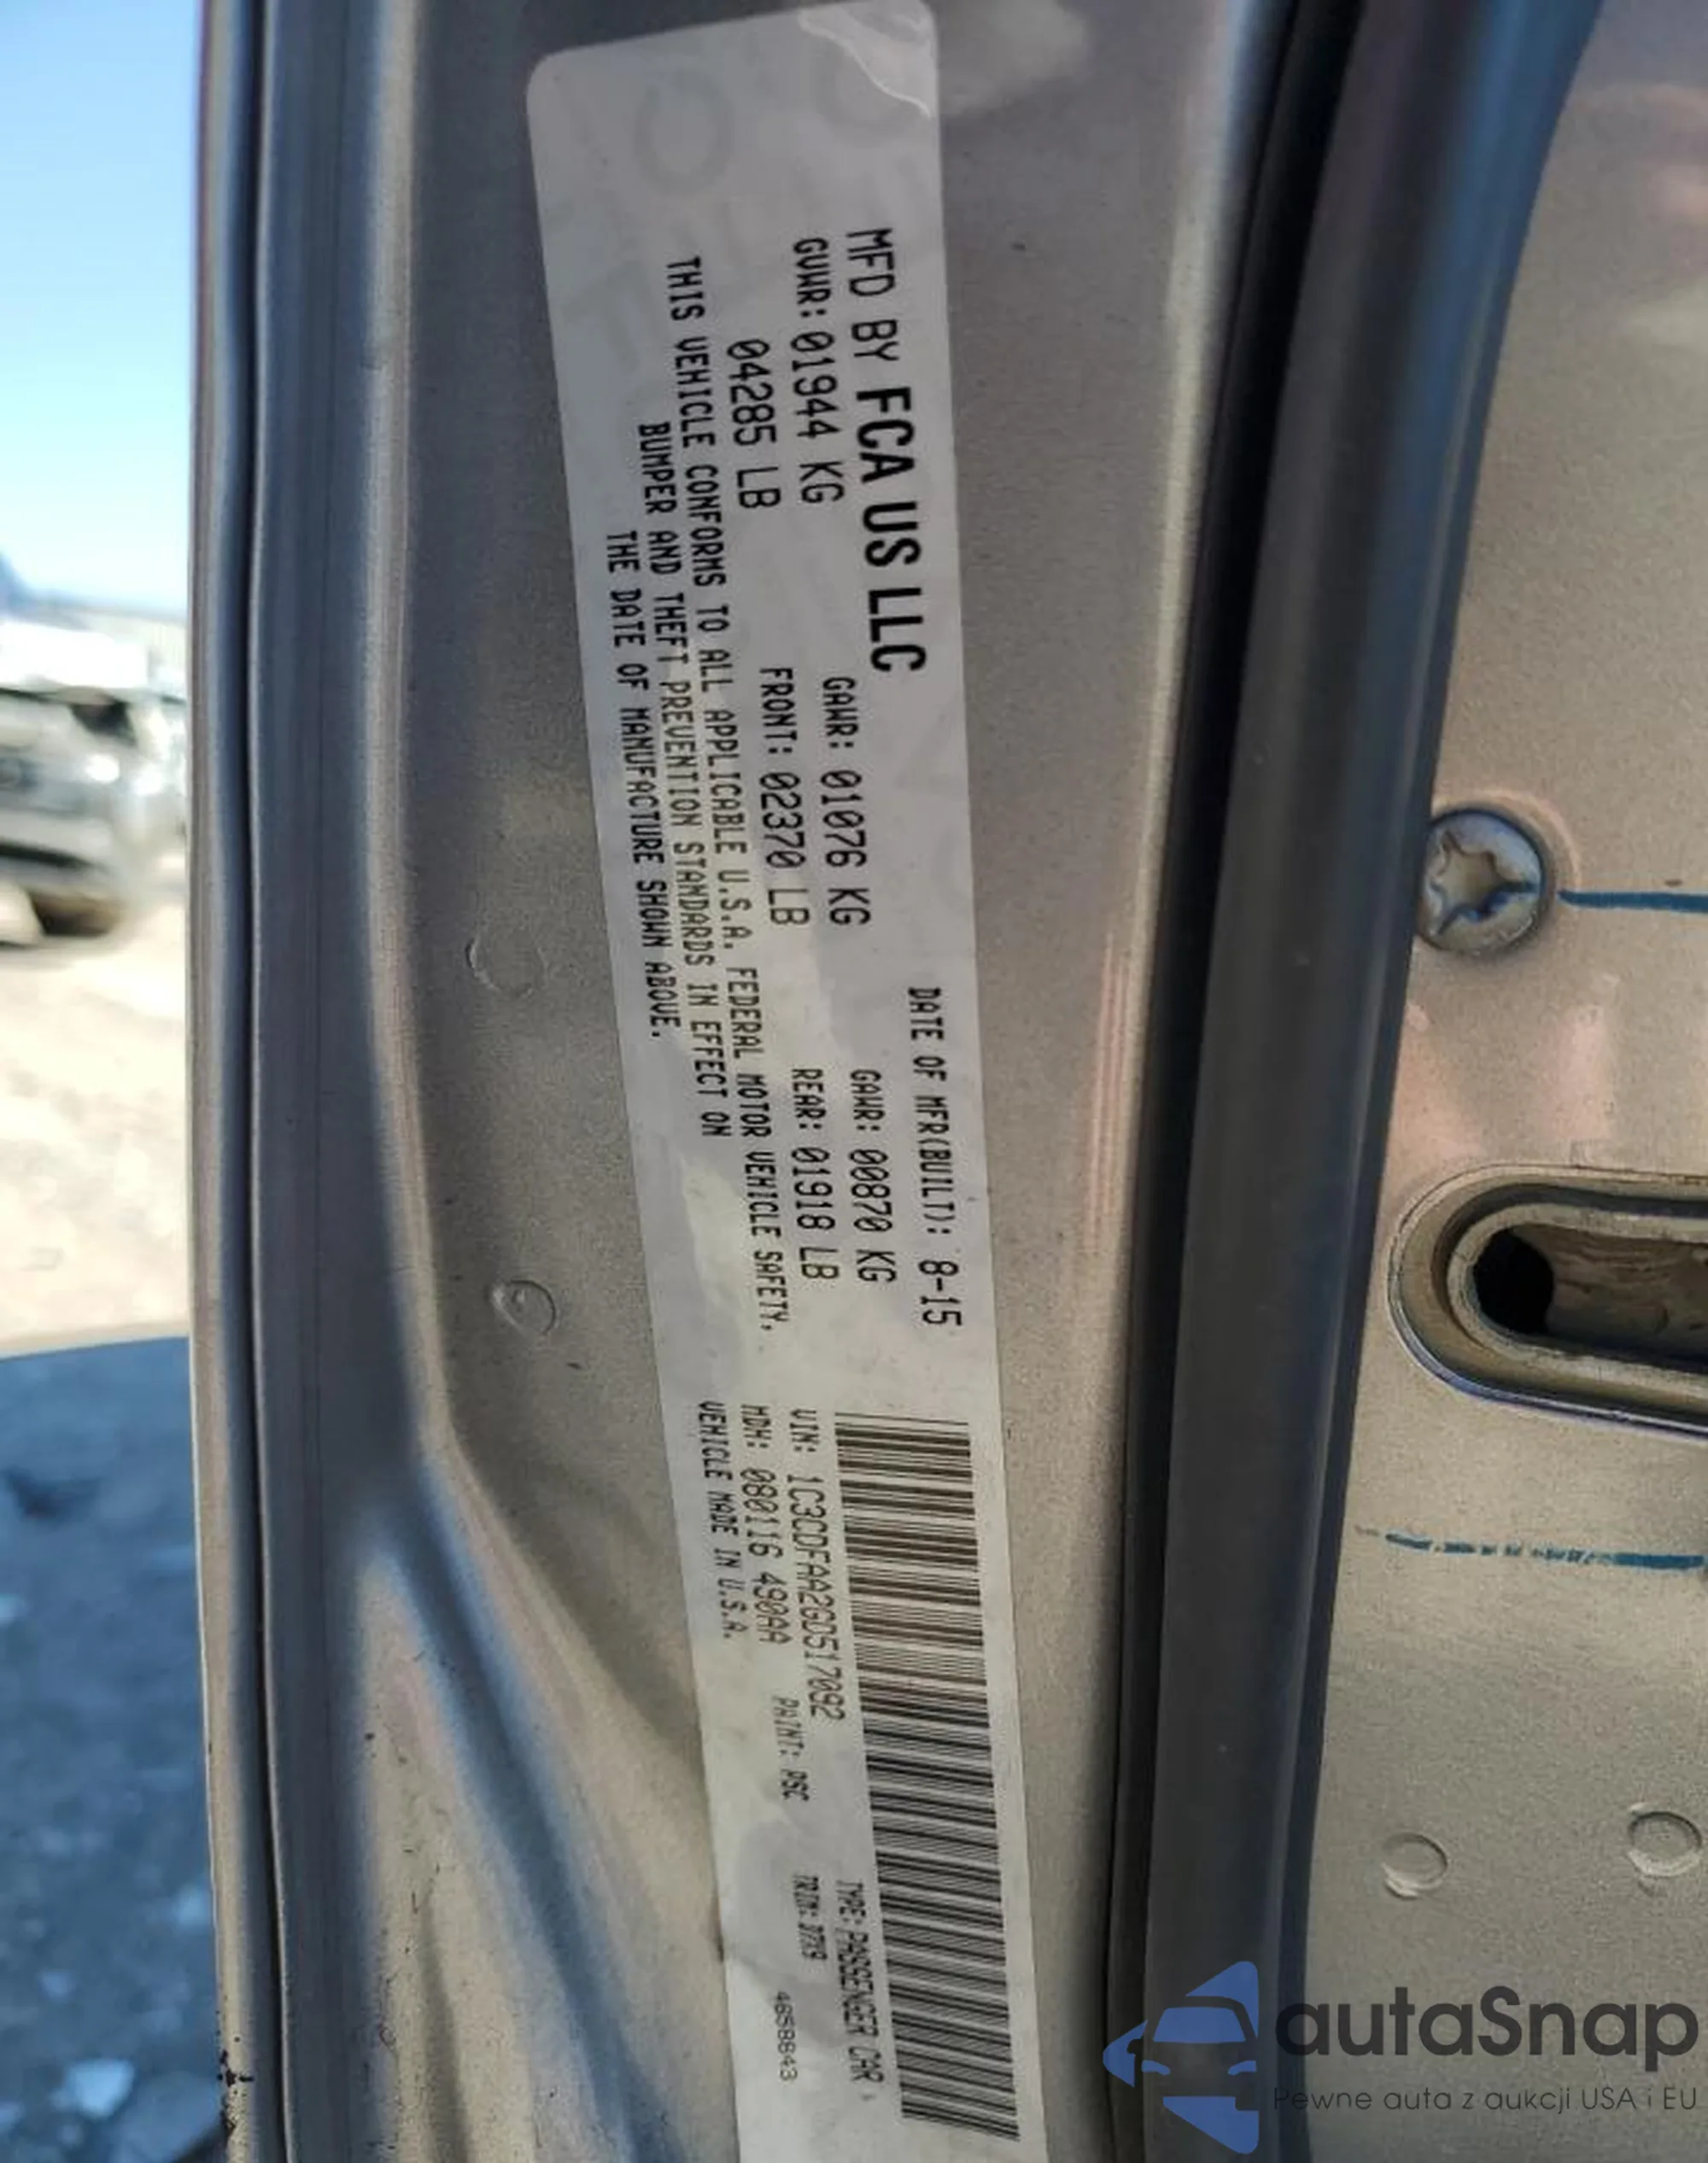 MFD BY FCA US LLC
DATE OF MFR(BUILT): 8-15
GVWR: 01944 KG
GAWR: 01076 KG
GAWR: 00870 KG
04285 LB
FRONT: 02370 LB
REAR: 01918 LB
THIS VEHICLE CONFORMS TO ALL APPLICABLE U.S.A. FEDERAL MOTOR VEHICLE SAFETY,
BUMPER AND THEFT PREVENTION STANDARDS IN EFFECT ON
THE DATE OF MANUFACTURE SHOWN ABOVE.
VIN: 1C3CDFAA2GD517092
TYPE: PASSENGER CAR
MDH: 080116 490AA
PAINT: PSC
TRIM:
VEHICLE MADE IN U.S.A.
autaSnap
Pewne auta z aukcji USA i EU